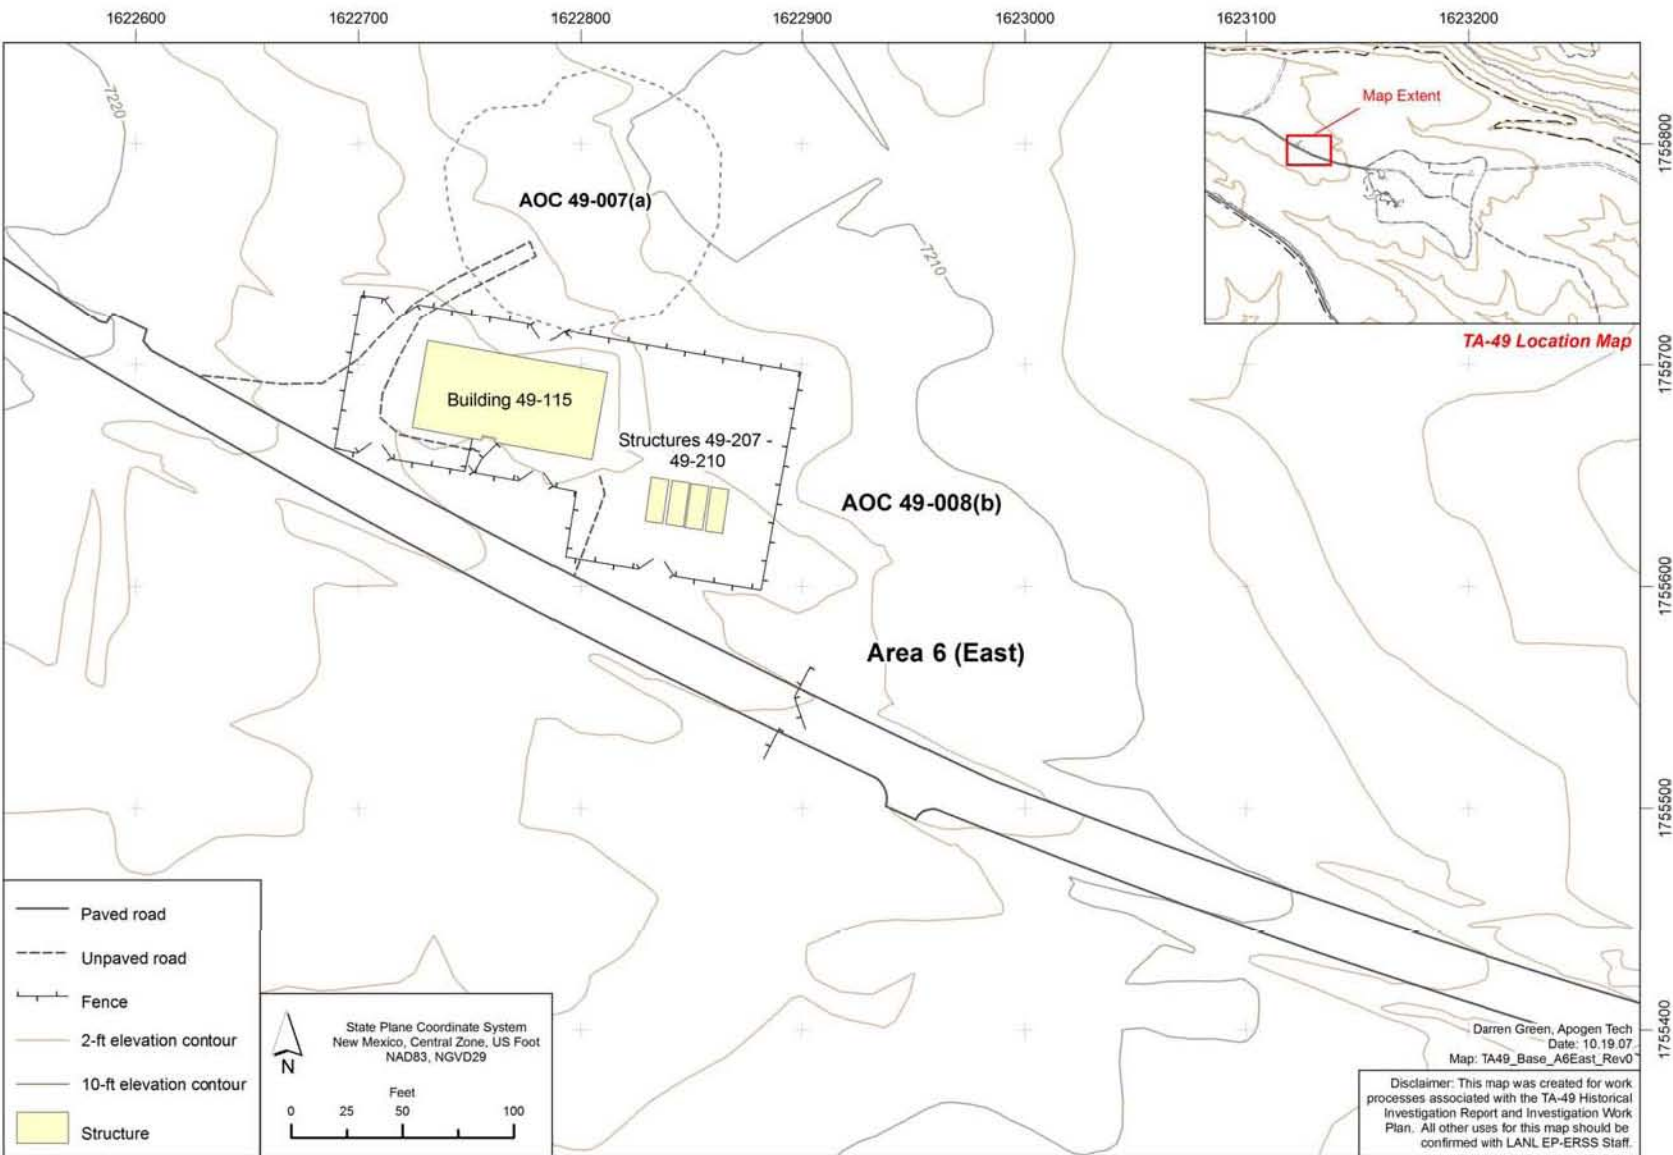 1622600
1622700
1622800
1622900
1623000
1623100
1623200
7220
Map Extent
1755800
AOC 49-007(a)
7210
TA-49 Location Map
1755700
Building 49-115
Structures 49-207 -
49-210
AOC 49-008(b)
1755600
Area 6 (East)
1755500
Paved road
Unpaved road
Fence
2-ft elevation contour
10-ft elevation contour
Structure
State Plane Coordinate System
New Mexico, Central Zone, US Foot
NAD83, NGVD29
N
Feet
0 25 50 100
1755400
Darren Green, Apogen Tech
Date: 10.19.07
Map: TA49_Base_A6East_Rev0
Disclaimer: This map was created for work
processes associated with the TA-49 Historical
Investigation Report and Investigation Work
Plan. All other uses for this map should be
confirmed with LANL EP-ERSS Staff.